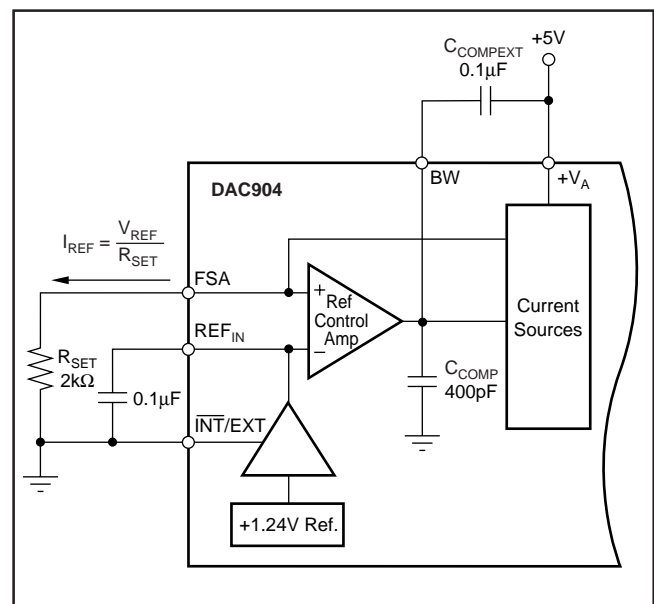 +5V
C_COMPEXT
0.1µF
DAC904
BW
+V_A
I_REF = V_REF / R_SET
FSA
+
Ref
Control
Amp
−
Current
Sources
REF_IN
R_SET
2kΩ
0.1µF
C_COMP
400pF
I̅N̅T̅/EXT
+1.24V Ref.